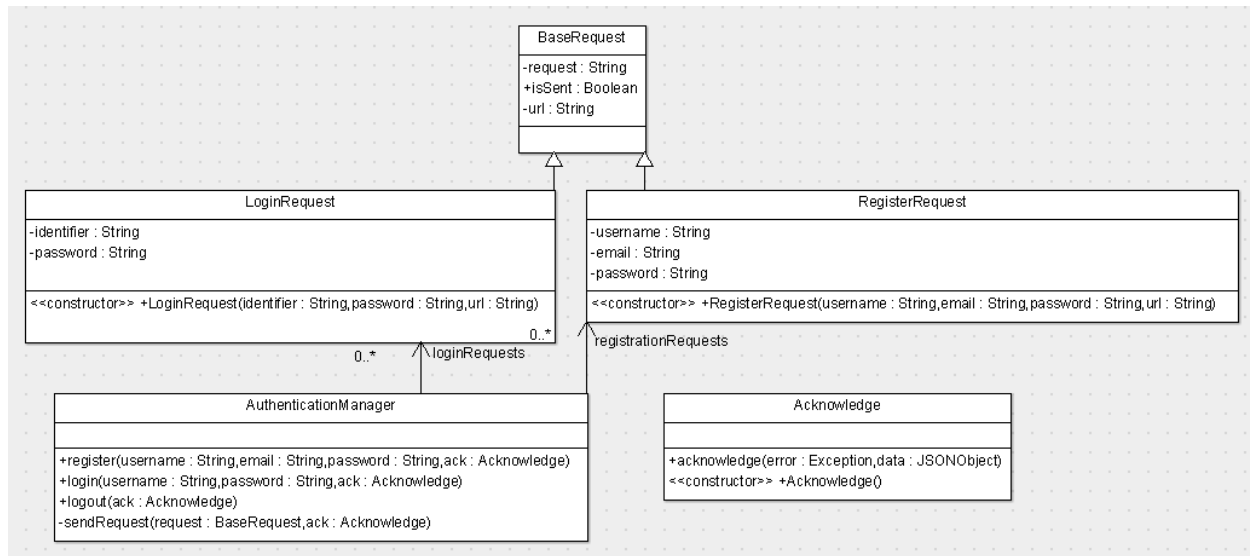 BaseRequest
-request : String
+isSent : Boolean
-url : String
LoginRequest
-identifier : String
-password : String
<<constructor>> +LoginRequest(identifier : String,password : String,url : String)
RegisterRequest
-username : String
-email : String
-password : String
<<constructor>> +RegisterRequest(username : String,email : String,password : String,url : String)
0..*
registrationRequests
0..*
loginRequests
AuthenticationManager
+register(username : String,email : String,password : String,ack : Acknowledge)
+login(username : String,password : String,ack : Acknowledge)
+logout(ack : Acknowledge)
-sendRequest(request : BaseRequest,ack : Acknowledge)
Acknowledge
+acknowledge(error : Exception,data : JSONObject)
<<constructor>> +Acknowledge()